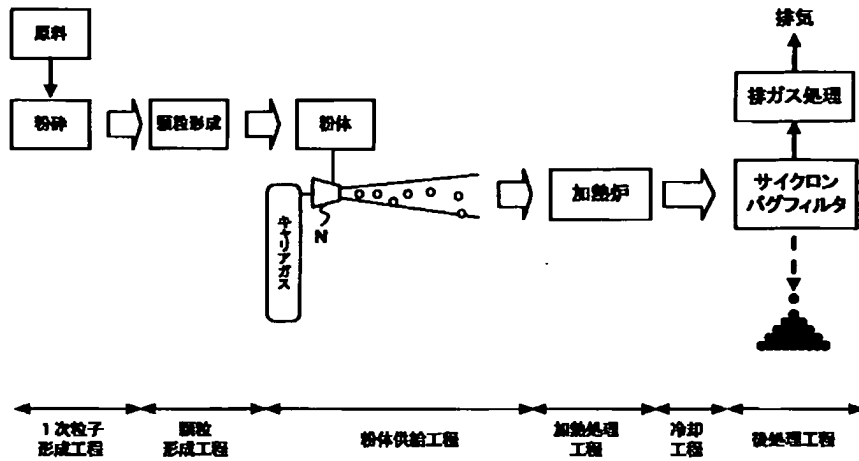 原料
粉砕
顆粒形成
粉体
キャリアガス
N
加熱炉
サイクロン
バグフィルタ
排ガス処理
排気
1次粒子
形成工程
顆粒
形成工程
粉体供給工程
加熱処理
工程
冷却
工程
後処理工程